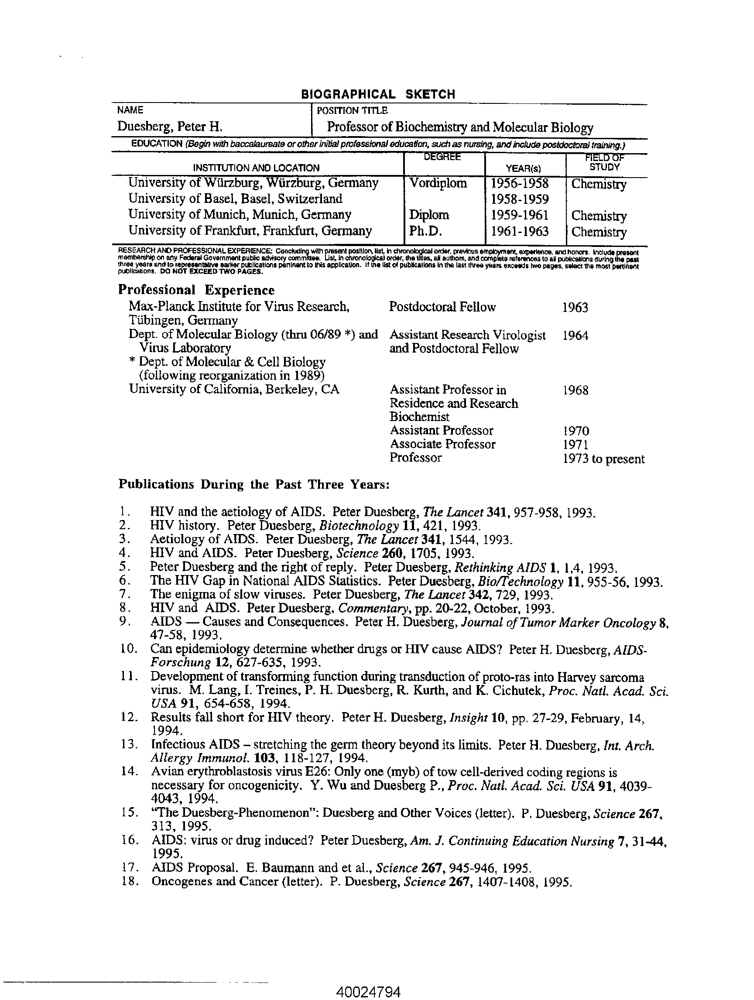 BIOGRAPHICAL SKETCH
NAME
POSITION TITLE
Duesberg, Peter H.
Professor of Biochemistry and Molecular Biology
EDUCATION (Begin with baccalaureate or other initial professional education, such as nursing, and include postdoctoral training.)
INSTITUTION AND LOCATION DEGREE YEAR(s) FIELD OF STUDY
University of Würzburg, Würzburg, Germany Vordiplom 1956-1958 Chemistry
University of Basel, Basel, Switzerland 1958-1959
University of Munich, Munich, Germany Diplom 1959-1961 Chemistry
University of Frankfurt, Frankfurt, Germany Ph.D. 1961-1963 Chemistry
RESEARCH AND PROFESSIONAL EXPERIENCE: Concluding with present position, list, in chronological order, previous employment, experience, and honors. Include present
membership on any Federal Government public advisory committee. List, in chronological order, the titles, all authors, and complete references to all publications during the past
three years and to representative earlier publications pertinent to this application. If the list of publications in the last three years exceeds two pages, select the most pertinent
publications. DO NOT EXCEED TWO PAGES.
Professional Experience
Max-Planck Institute for Virus Research, Postdoctoral Fellow 1963
Tübingen, Germany
Dept. of Molecular Biology (thru 06/89 *) and Assistant Research Virologist 1964
Virus Laboratory and Postdoctoral Fellow
* Dept. of Molecular & Cell Biology
(following reorganization in 1989)
University of California, Berkeley, CA Assistant Professor in 1968
Residence and Research
Biochemist
Assistant Professor 1970
Associate Professor 1971
Professor 1973 to present
Publications During the Past Three Years:
1. HIV and the aetiology of AIDS. Peter Duesberg, The Lancet 341, 957-958, 1993.
2. HIV history. Peter Duesberg, Biotechnology 11, 421, 1993.
3. Aetiology of AIDS. Peter Duesberg, The Lancet 341, 1544, 1993.
4. HIV and AIDS. Peter Duesberg, Science 260, 1705, 1993.
5. Peter Duesberg and the right of reply. Peter Duesberg, Rethinking AIDS 1, 1,4, 1993.
6. The HIV Gap in National AIDS Statistics. Peter Duesberg, Bio/Technology 11, 955-56, 1993.
7. The enigma of slow viruses. Peter Duesberg, The Lancet 342, 729, 1993.
8. HIV and AIDS. Peter Duesberg, Commentary, pp. 20-22, October, 1993.
9. AIDS — Causes and Consequences. Peter H. Duesberg, Journal of Tumor Marker Oncology 8,
47-58, 1993.
10. Can epidemiology determine whether drugs or HIV cause AIDS? Peter H. Duesberg, AIDS-
Forschung 12, 627-635, 1993.
11. Development of transforming function during transduction of proto-ras into Harvey sarcoma
virus. M. Lang, I. Treines, P. H. Duesberg, R. Kurth, and K. Cichutek, Proc. Natl. Acad. Sci.
USA 91, 654-658, 1994.
12. Results fall short for HIV theory. Peter H. Duesberg, Insight 10, pp. 27-29, February, 14,
1994.
13. Infectious AIDS – stretching the germ theory beyond its limits. Peter H. Duesberg, Int. Arch.
Allergy Immunol. 103, 118-127, 1994.
14. Avian erythroblastosis virus E26: Only one (myb) of tow cell-derived coding regions is
necessary for oncogenicity. Y. Wu and Duesberg P., Proc. Natl. Acad. Sci. USA 91, 4039-
4043, 1994.
15. “The Duesberg-Phenomenon”: Duesberg and Other Voices (letter). P. Duesberg, Science 267,
313, 1995.
16. AIDS: virus or drug induced? Peter Duesberg, Am. J. Continuing Education Nursing 7, 31-44,
1995.
17. AIDS Proposal. E. Baumann and et al., Science 267, 945-946, 1995.
18. Oncogenes and Cancer (letter). P. Duesberg, Science 267, 1407-1408, 1995.
40024794